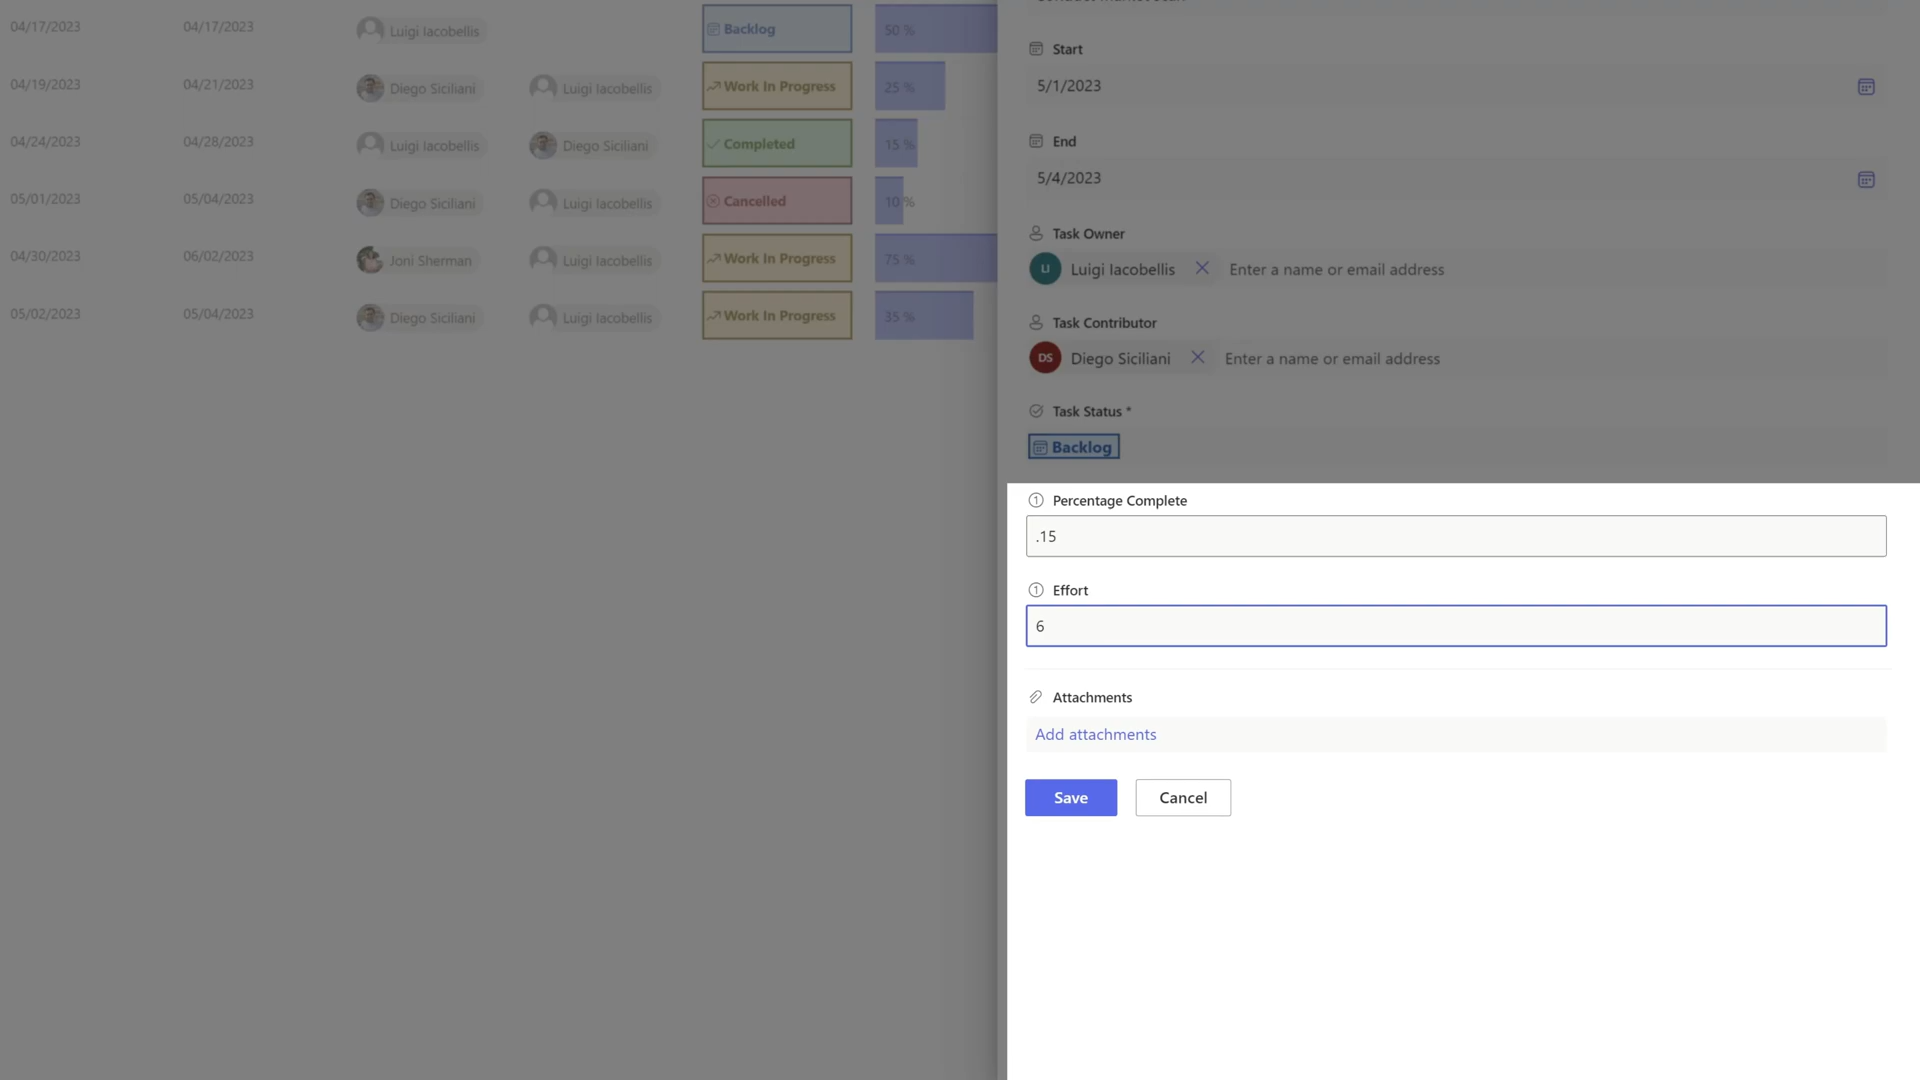 04/17/2023 04/17/2023 Luigi Iacobellis Backlog 50 %
04/19/2023 04/21/2023 Diego Siciliani Luigi Iacobellis Work In Progress 25 %
04/24/2023 04/28/2023 Luigi Iacobellis Diego Siciliani Completed 15 %
05/01/2023 05/04/2023 Diego Siciliani Luigi Iacobellis Cancelled 10 %
04/30/2023 06/02/2023 Joni Sherman Luigi Iacobellis Work In Progress 75 %
05/02/2023 05/04/2023 Diego Siciliani Luigi Iacobellis Work In Progress 35 %
Start
5/1/2023
End
5/4/2023
Task Owner
LI Luigi Iacobellis Enter a name or email address
Task Contributor
DS Diego Siciliani Enter a name or email address
Task Status *
Backlog
1 Percentage Complete
.15
1 Effort
6
Attachments
Add attachments
Save Cancel